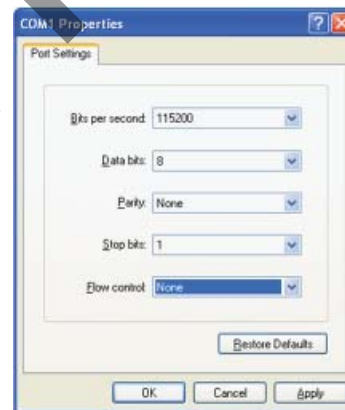 COM1 Properties
Port Settings
Bits per second: 115200
Data bits: 8
Parity: None
Stop bits: 1
Flow control: None
Restore Defaults
OK Cancel Apply